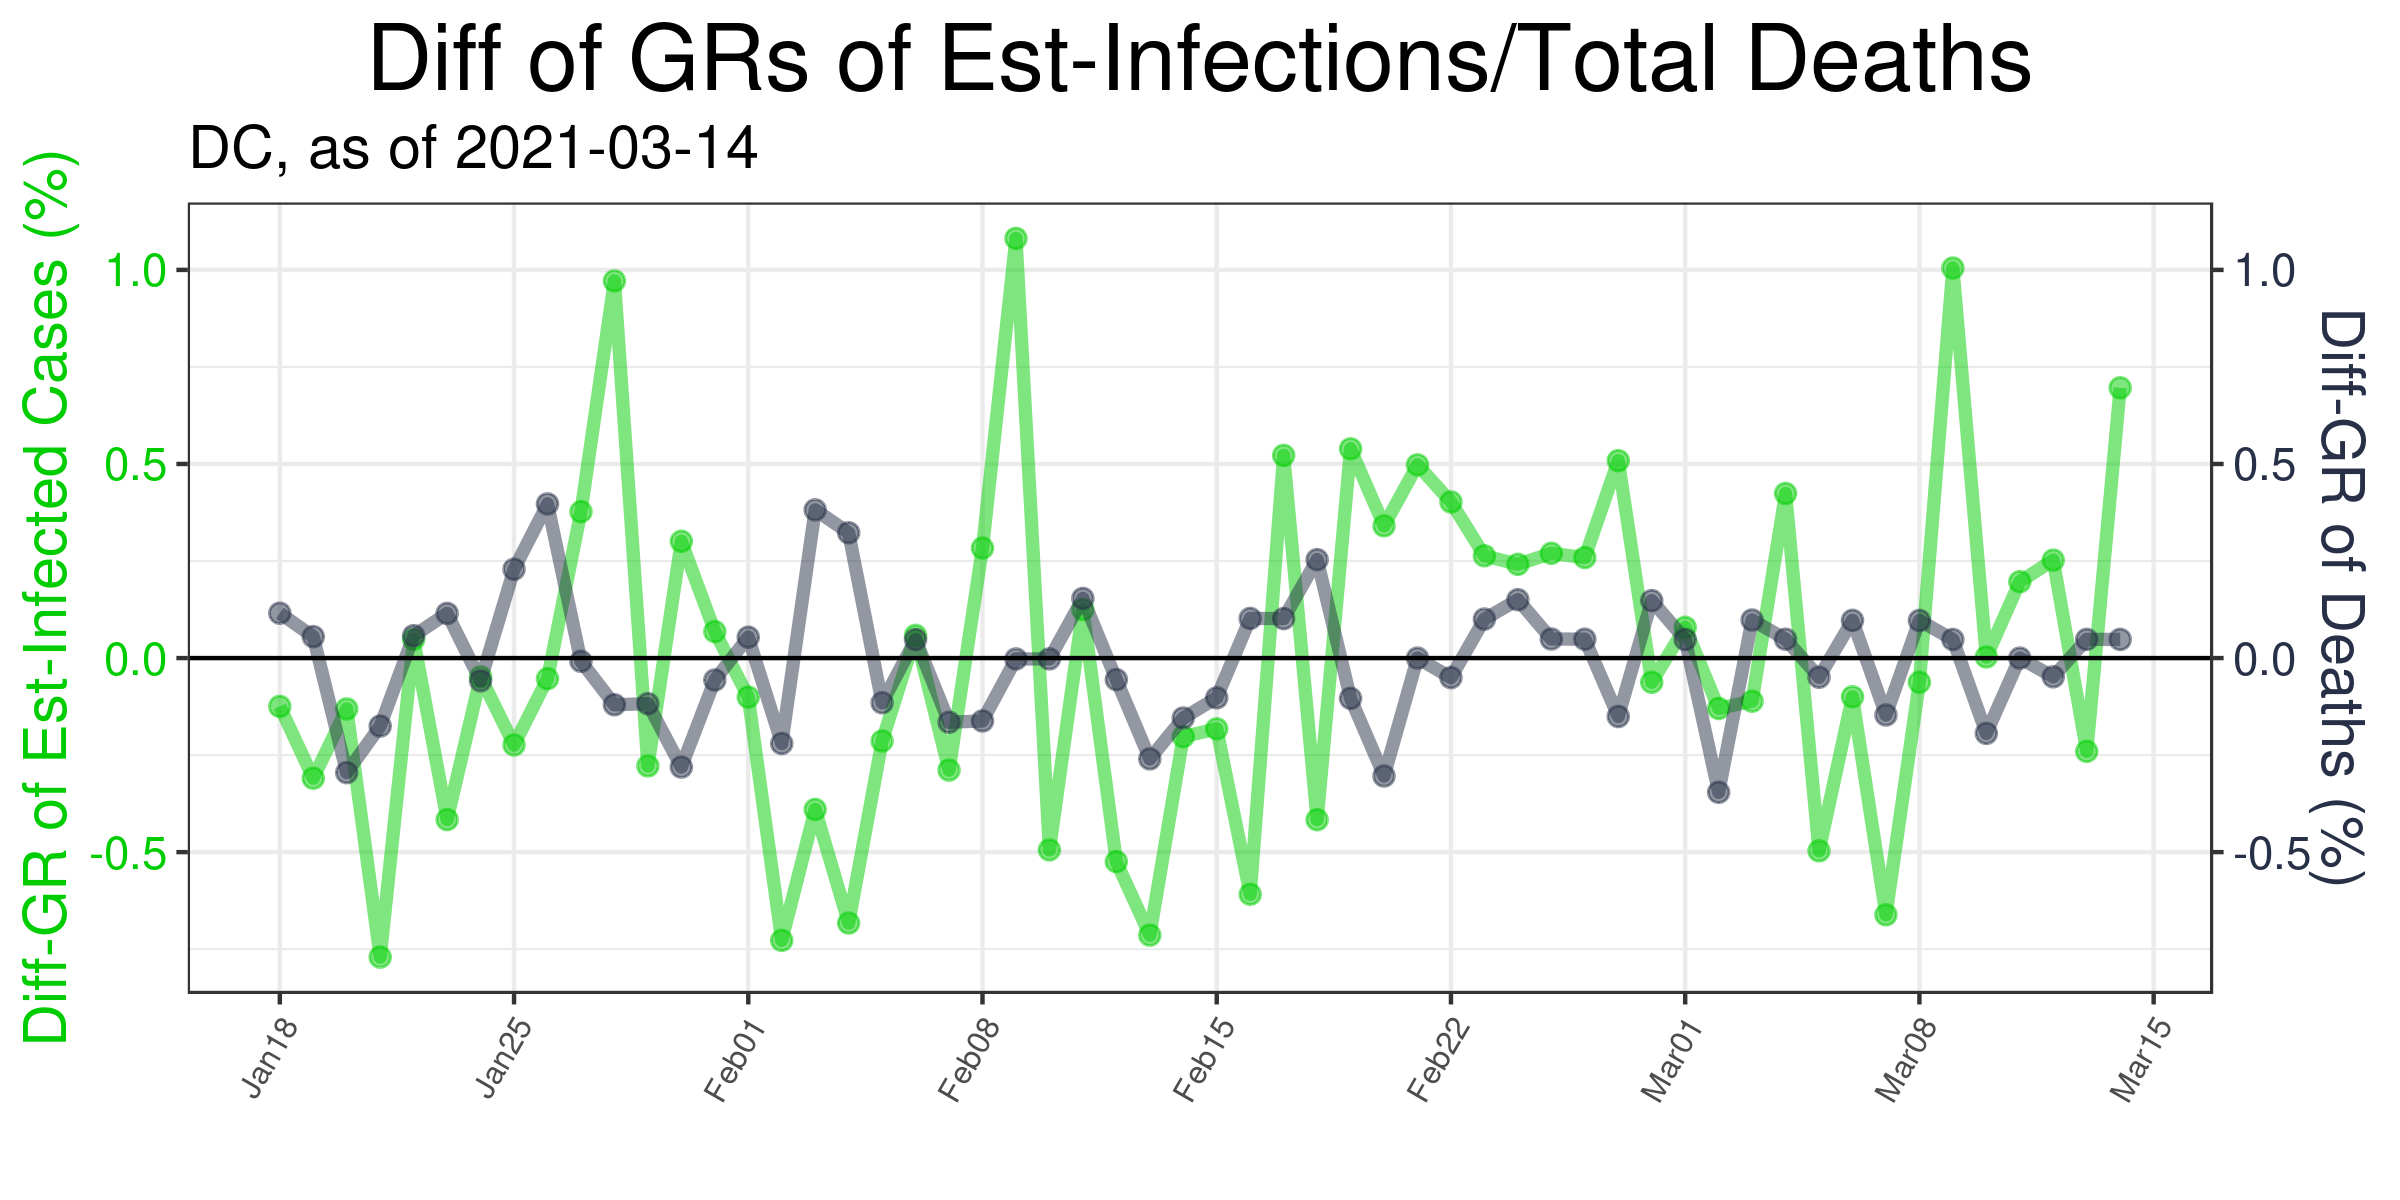 Diff of GRs of Est-Infections/Total Deaths
DC, as of 2021-03-14
Diff-GR of Est-Infected Cases (%)
1.0
0.5
0.0
-0.5
1.0
0.5
0.0
-0.5
Diff-GR of Deaths (%)
Jan18 Jan25 Feb01 Feb08 Feb15 Feb22 Mar01 Mar08 Mar15